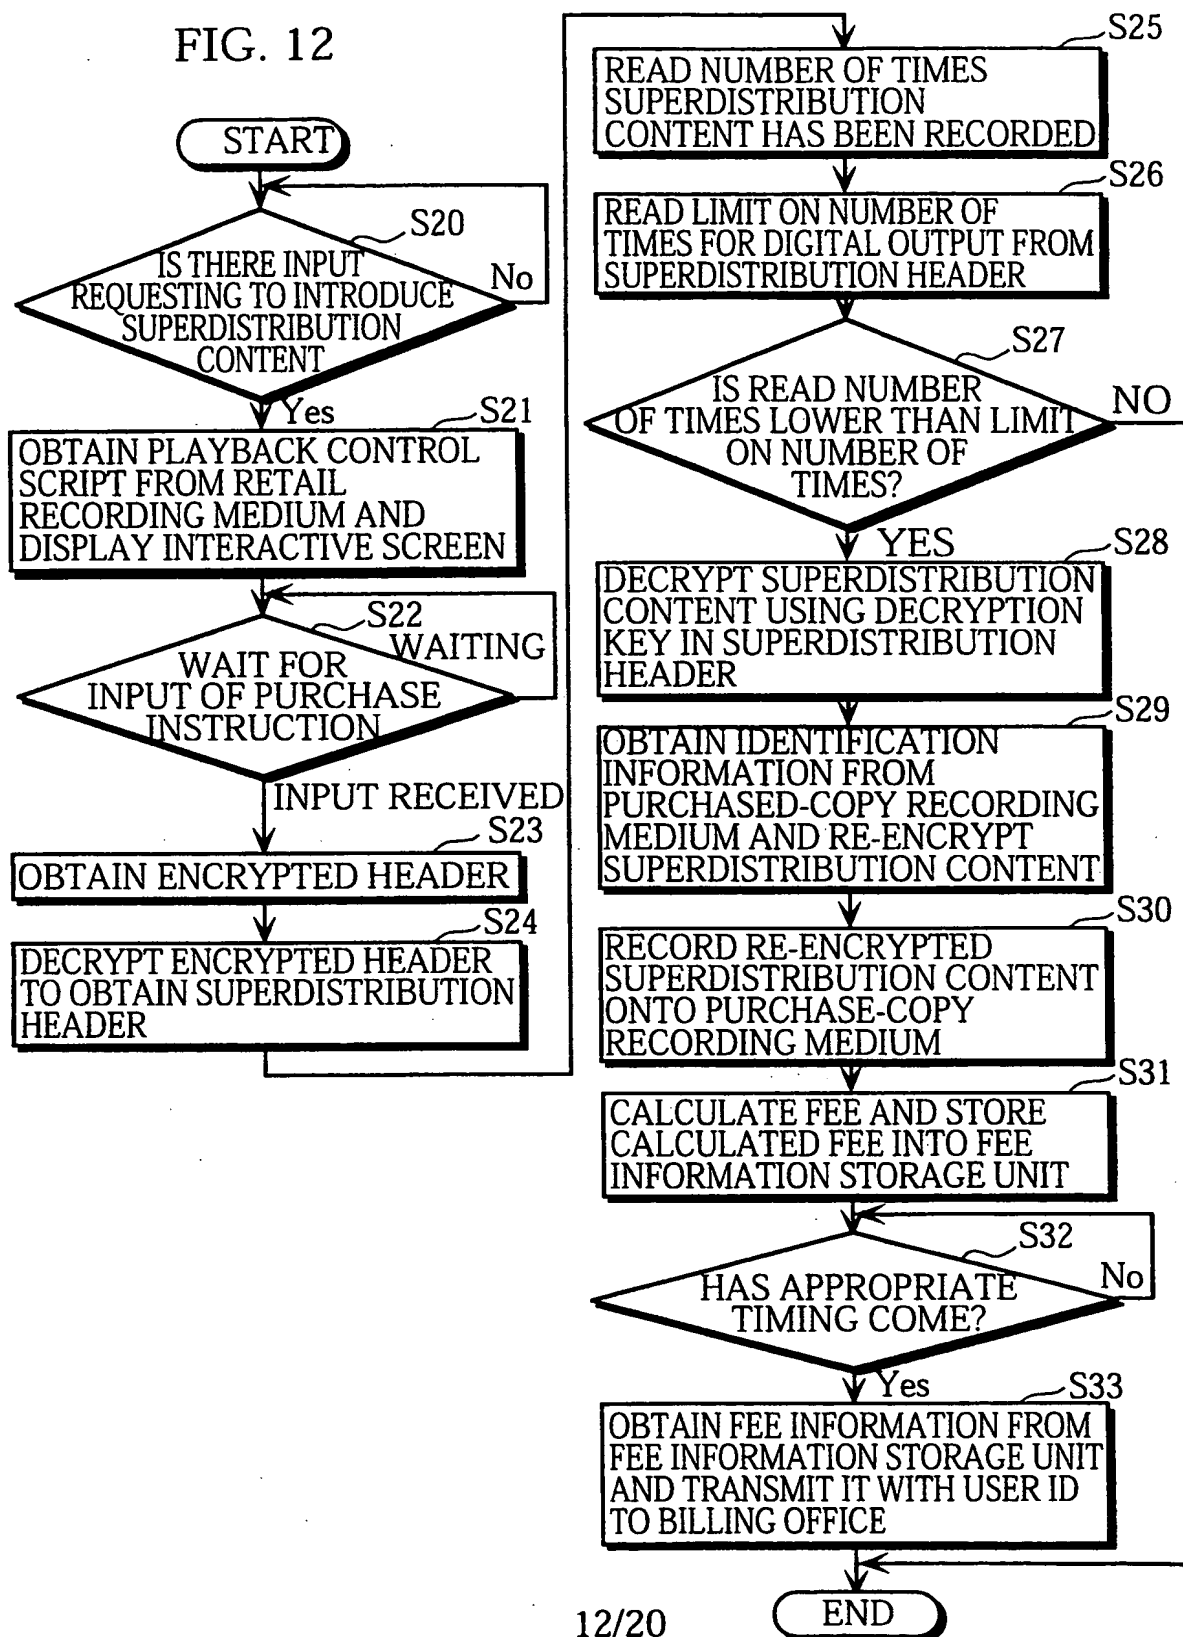 FIG. 12
START
S20
IS THERE INPUT
REQUESTING TO INTRODUCE
SUPERDISTRIBUTION
CONTENT
No
Yes
S21
OBTAIN PLAYBACK CONTROL
SCRIPT FROM RETAIL
RECORDING MEDIUM AND
DISPLAY INTERACTIVE SCREEN
S22
WAITING
WAIT FOR
INPUT OF PURCHASE
INSTRUCTION
INPUT RECEIVED
S23
OBTAIN ENCRYPTED HEADER
S24
DECRYPT ENCRYPTED HEADER
TO OBTAIN SUPERDISTRIBUTION
HEADER
S25
READ NUMBER OF TIMES
SUPERDISTRIBUTION
CONTENT HAS BEEN RECORDED
S26
READ LIMIT ON NUMBER OF
TIMES FOR DIGITAL OUTPUT FROM
SUPERDISTRIBUTION HEADER
S27
IS READ NUMBER
OF TIMES LOWER THAN LIMIT
ON NUMBER OF
TIMES?
NO
YES
S28
DECRYPT SUPERDISTRIBUTION
CONTENT USING DECRYPTION
KEY IN SUPERDISTRIBUTION
HEADER
S29
OBTAIN IDENTIFICATION
INFORMATION FROM
PURCHASED-COPY RECORDING
MEDIUM AND RE-ENCRYPT
SUPERDISTRIBUTION CONTENT
S30
RECORD RE-ENCRYPTED
SUPERDISTRIBUTION CONTENT
ONTO PURCHASE-COPY
RECORDING MEDIUM
S31
CALCULATE FEE AND STORE
CALCULATED FEE INTO FEE
INFORMATION STORAGE UNIT
S32
HAS APPROPRIATE
TIMING COME?
No
Yes
S33
OBTAIN FEE INFORMATION FROM
FEE INFORMATION STORAGE UNIT
AND TRANSMIT IT WITH USER ID
TO BILLING OFFICE
END
12/20